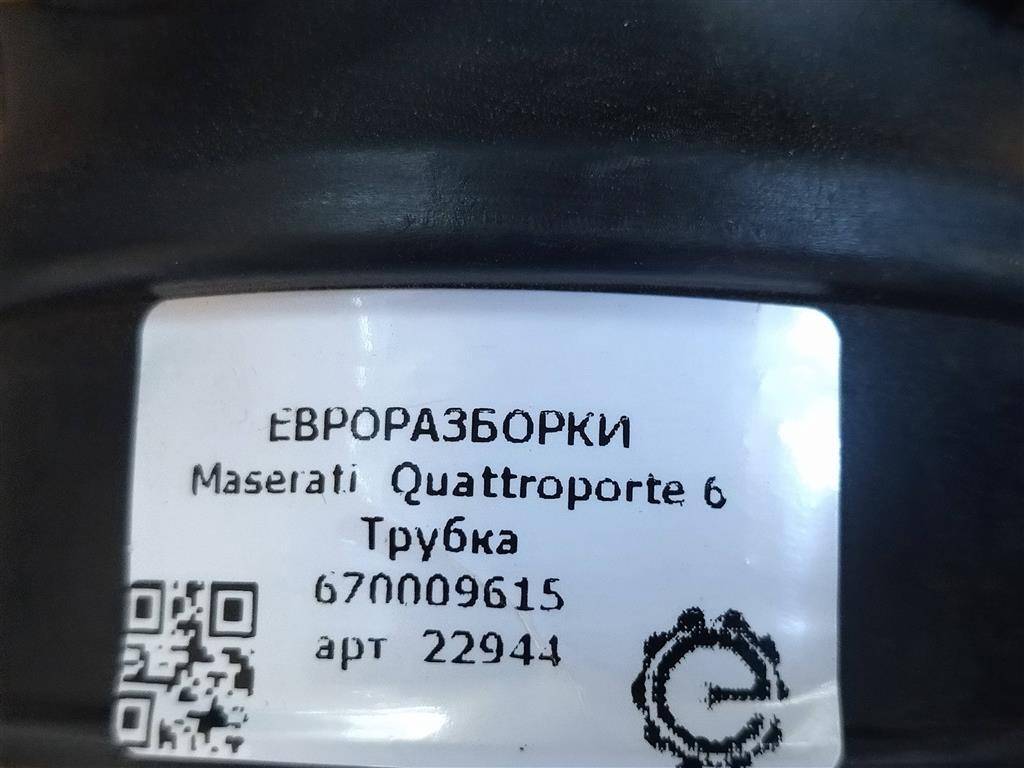 ЕВРОРАЗБОРКИ
Maserati Quattroporte 6
Трубка
670009615
арт 22944
e